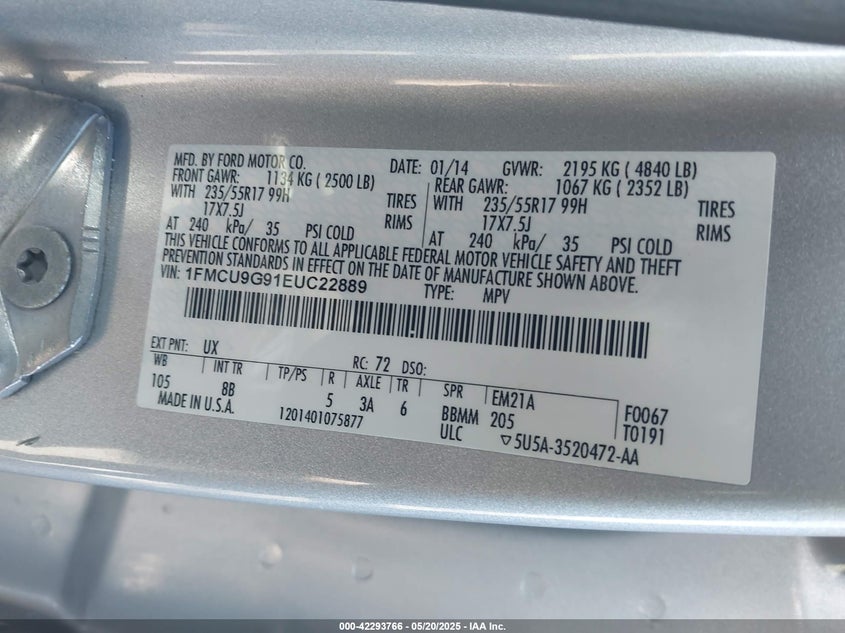 MFD. BY FORD MOTOR CO. DATE: 01/14 GVWR: 2195 KG ( 4840 LB)
FRONT GAWR: 1134 KG ( 2500 LB) REAR GAWR: 1067 KG ( 2352 LB)
WITH 235/55R17 99H TIRES WITH 235/55R17 99H TIRES
17X7.5J RIMS 17X7.5J RIMS
AT 240 kPa/ 35 PSI COLD AT 240 kPa/ 35 PSI COLD
THIS VEHICLE CONFORMS TO ALL APPLICABLE FEDERAL MOTOR VEHICLE SAFETY AND THEFT
PREVENTION STANDARDS IN EFFECT ON THE DATE OF MANUFACTURE SHOWN ABOVE.
VIN: 1FMCU9G91EUC22889 TYPE: MPV
EXT PNT: UX RC: 72 DSO:
WB INT TR TP/PS R AXLE TR SPR EM21A F0067
105 8B 5 3A 6 BBMM 205 T0191
MADE IN U.S.A. 1201401075877 ULC ▽5U5A-3520472-AA
000-42293766 - 05/20/2025 - IAA Inc.